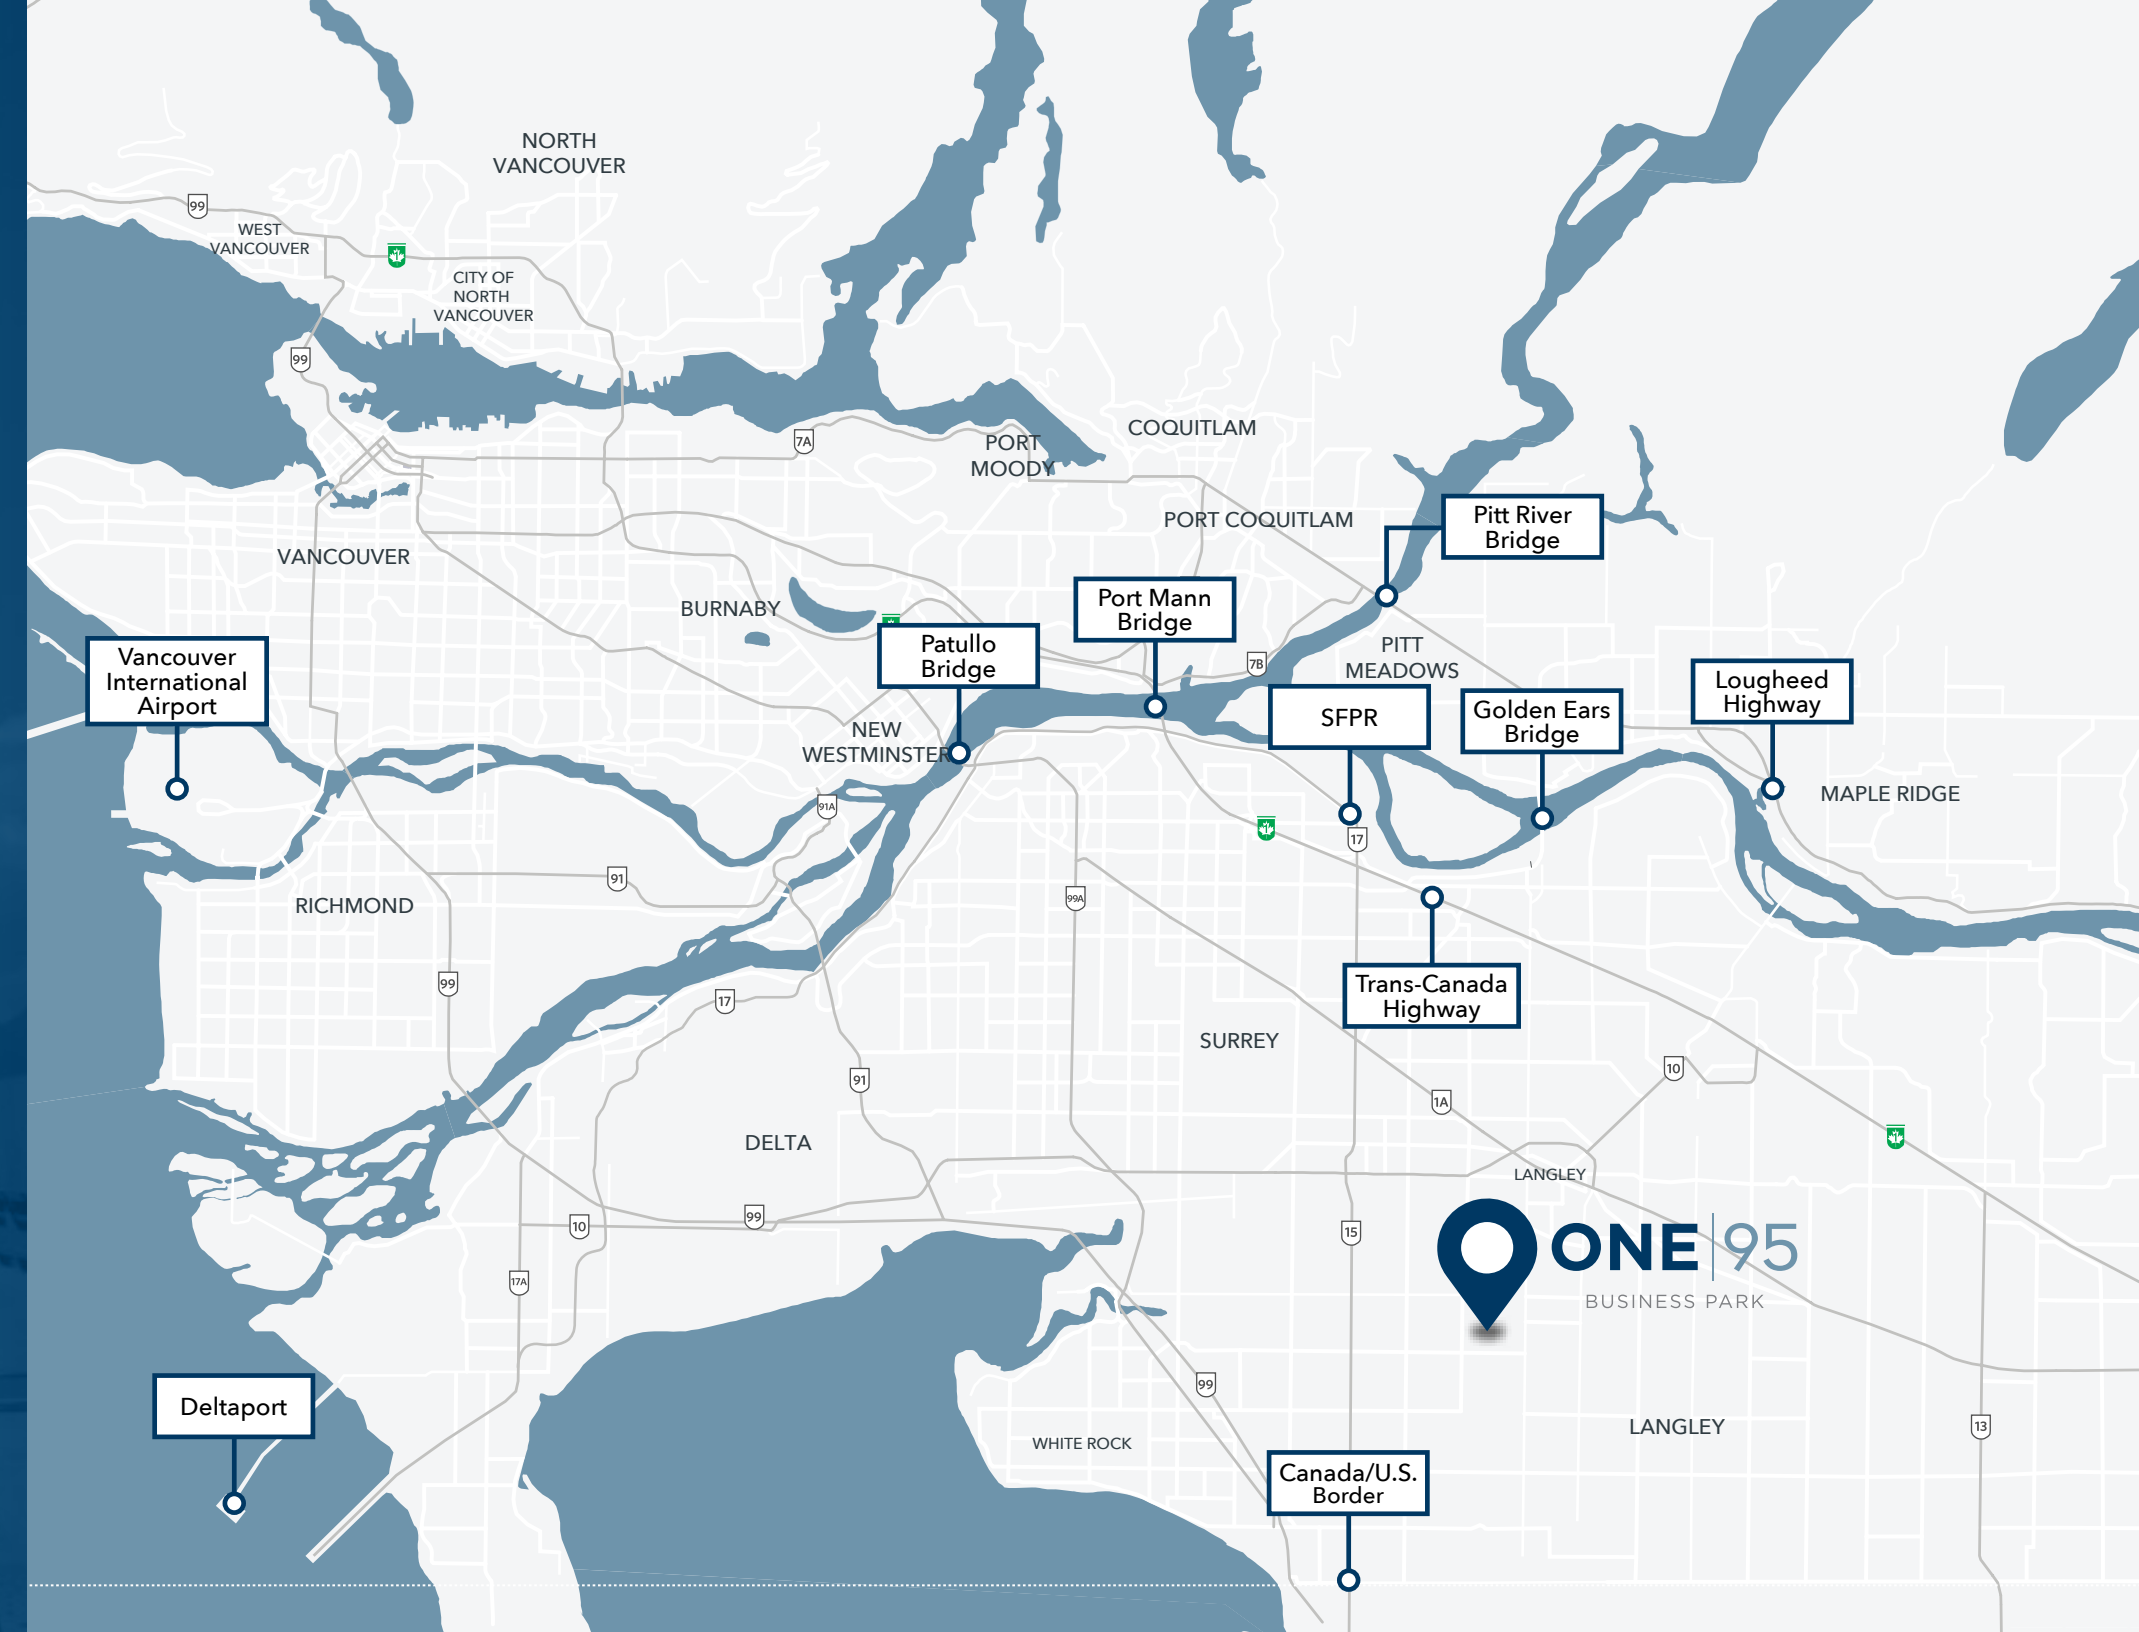 NORTH
VANCOUVER
99
WEST
VANCOUVER
1
CITY OF
NORTH
VANCOUVER
99
7A
PORT
MOODY
COQUITLAM
PORT COQUITLAM
Pitt River
Bridge
VANCOUVER
BURNABY
Port Mann
Bridge
Patullo
Bridge
PITT
MEADOWS
7B
Vancouver
International
Airport
SFPR
Golden Ears
Bridge
Lougheed
Highway
NEW
WESTMINSTER
91A
1
17
MAPLE RIDGE
91
99A
RICHMOND
99
17
Trans-Canada
Highway
SURREY
10
91
1A
DELTA
1
LANGLEY
99
10
15
ONE|95
BUSINESS PARK
17A
99
Deltaport
WHITE ROCK
LANGLEY
13
Canada/U.S.
Border